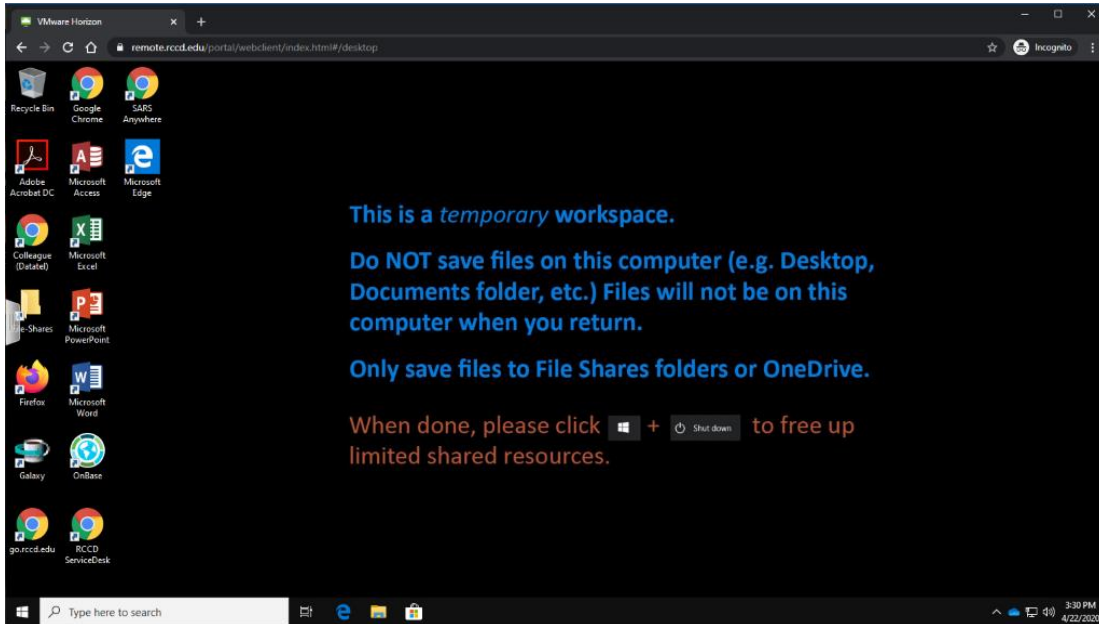 VMware Horizon
remote.rccd.edu/portal/webclient/index.html#/desktop
Incognito
Recycle Bin
Google
Chrome
SARS
Anywhere
Adobe
Acrobat DC
Microsoft
Access
Microsoft
Edge
Colleague
(Datatel)
Microsoft
Excel
e-Shares
Microsoft
PowerPoint
Firefox
Microsoft
Word
Galaxy
OnBase
go.rccd.edu
RCCD
ServiceDesk
This is a temporary workspace.
Do NOT save files on this computer (e.g. Desktop,
Documents folder, etc.) Files will not be on this
computer when you return.
Only save files to File Shares folders or OneDrive.
When done, please click + Shut down to free up
limited shared resources.
Type here to search
3:30 PM
4/22/2020